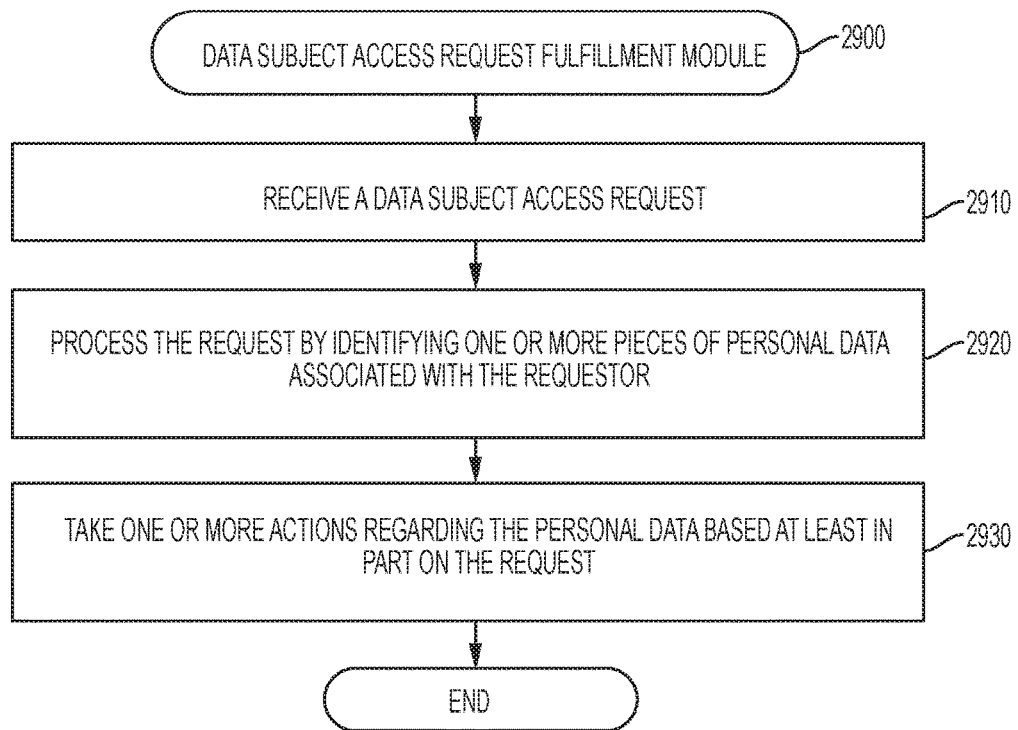 DATA SUBJECT ACCESS REQUEST FULFILLMENT MODULE
2900
RECEIVE A DATA SUBJECT ACCESS REQUEST
2910
PROCESS THE REQUEST BY IDENTIFYING ONE OR MORE PIECES OF PERSONAL DATA
ASSOCIATED WITH THE REQUESTOR
2920
TAKE ONE OR MORE ACTIONS REGARDING THE PERSONAL DATA BASED AT LEAST IN
PART ON THE REQUEST
2930
END